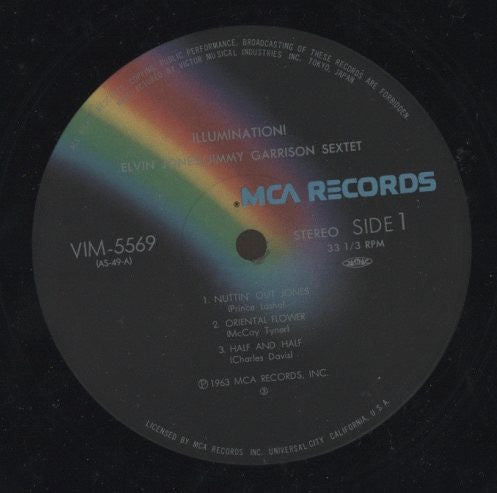 COPYING, PUBLIC PERFORMANCE, BROADCASTING OF THESE RECORDS ARE FORBIDDEN.
BY VICTOR MUSICAL INDUSTRIES INC. TOKYO, JAPAN
ILLUMINATION!
ELVIN JONES/JIMMY GARRISON SEXTET
MCA RECORDS
VIM-5569
(AS-49-A)
STEREO SIDE 1
33 1/3 RPM
1. NUTTIN' OUT JONES
(Prince Lasha)
2. ORIENTAL FLOWER
(McCoy Tyner)
3. HALF AND HALF
(Charles Davis)
Ⓟ1963 MCA RECORDS, INC.
LICENSED BY MCA RECORDS INC. UNIVERSAL CITY, CALIFORNIA, U.S.A.